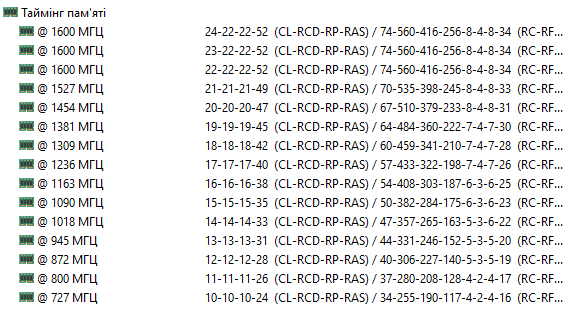 Таймінг пам'яті
@ 1600 МГЦ 24-22-22-52 (CL-RCD-RP-RAS) / 74-560-416-256-8-4-8-34 (RC-RF...
@ 1600 МГЦ 23-22-22-52 (CL-RCD-RP-RAS) / 74-560-416-256-8-4-8-34 (RC-RF...
@ 1600 МГЦ 22-22-22-52 (CL-RCD-RP-RAS) / 74-560-416-256-8-4-8-34 (RC-RF...
@ 1527 МГЦ 21-21-21-49 (CL-RCD-RP-RAS) / 70-535-398-245-8-4-8-33 (RC-RF...
@ 1454 МГЦ 20-20-20-47 (CL-RCD-RP-RAS) / 67-510-379-233-8-4-8-31 (RC-RF...
@ 1381 МГЦ 19-19-19-45 (CL-RCD-RP-RAS) / 64-484-360-222-7-4-7-30 (RC-RF...
@ 1309 МГЦ 18-18-18-42 (CL-RCD-RP-RAS) / 60-459-341-210-7-4-7-28 (RC-RF...
@ 1236 МГЦ 17-17-17-40 (CL-RCD-RP-RAS) / 57-433-322-198-7-4-7-26 (RC-RF...
@ 1163 МГЦ 16-16-16-38 (CL-RCD-RP-RAS) / 54-408-303-187-6-3-6-25 (RC-RF...
@ 1090 МГЦ 15-15-15-35 (CL-RCD-RP-RAS) / 50-382-284-175-6-3-6-23 (RC-RF...
@ 1018 МГЦ 14-14-14-33 (CL-RCD-RP-RAS) / 47-357-265-163-5-3-6-22 (RC-RF...
@ 945 МГЦ 13-13-13-31 (CL-RCD-RP-RAS) / 44-331-246-152-5-3-5-20 (RC-RF...
@ 872 МГЦ 12-12-12-28 (CL-RCD-RP-RAS) / 40-306-227-140-5-3-5-19 (RC-RF...
@ 800 МГЦ 11-11-11-26 (CL-RCD-RP-RAS) / 37-280-208-128-4-2-4-17 (RC-RF...
@ 727 МГЦ 10-10-10-24 (CL-RCD-RP-RAS) / 34-255-190-117-4-2-4-16 (RC-RF...